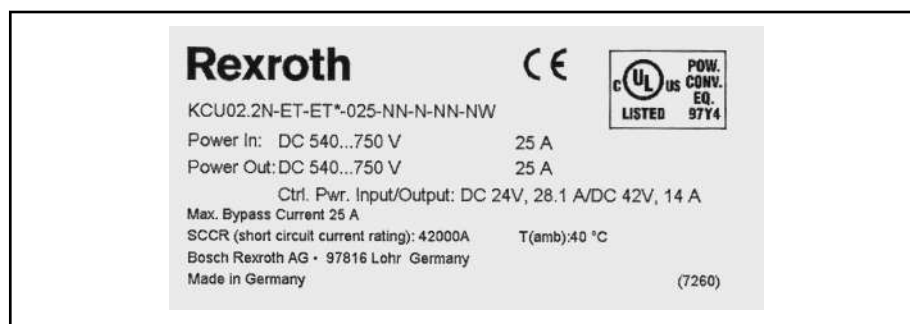 Rexroth
CE
C UL US
LISTED
POW.
CONV.
EQ.
97Y4
KCU02.2N-ET-ET*-025-NN-N-NN-NW
Power In: DC 540...750 V 25 A
Power Out: DC 540...750 V 25 A
Ctrl. Pwr. Input/Output: DC 24V, 28.1 A/DC 42V, 14 A
Max. Bypass Current 25 A
SCCR (short circuit current rating): 42000A T(amb):40 °C
Bosch Rexroth AG • 97816 Lohr Germany
Made in Germany (7260)